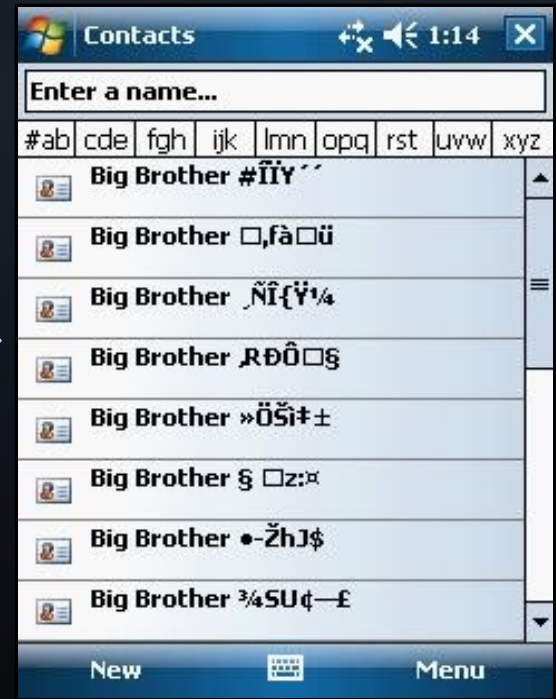 Contacts
1:14
Enter a name...
#ab cde fgh ijk lmn opq rst uvw xyz
Big Brother #ÎÏY´´
Big Brother □,fà□ü
Big Brother ¸ÑÎ{Ÿ¼
Big Brother ‚RÐÔ□§
Big Brother »ÖŠì‡±
Big Brother § □z:¤
Big Brother •-ŽhJ$
Big Brother ¾SU¢—£
New Menu